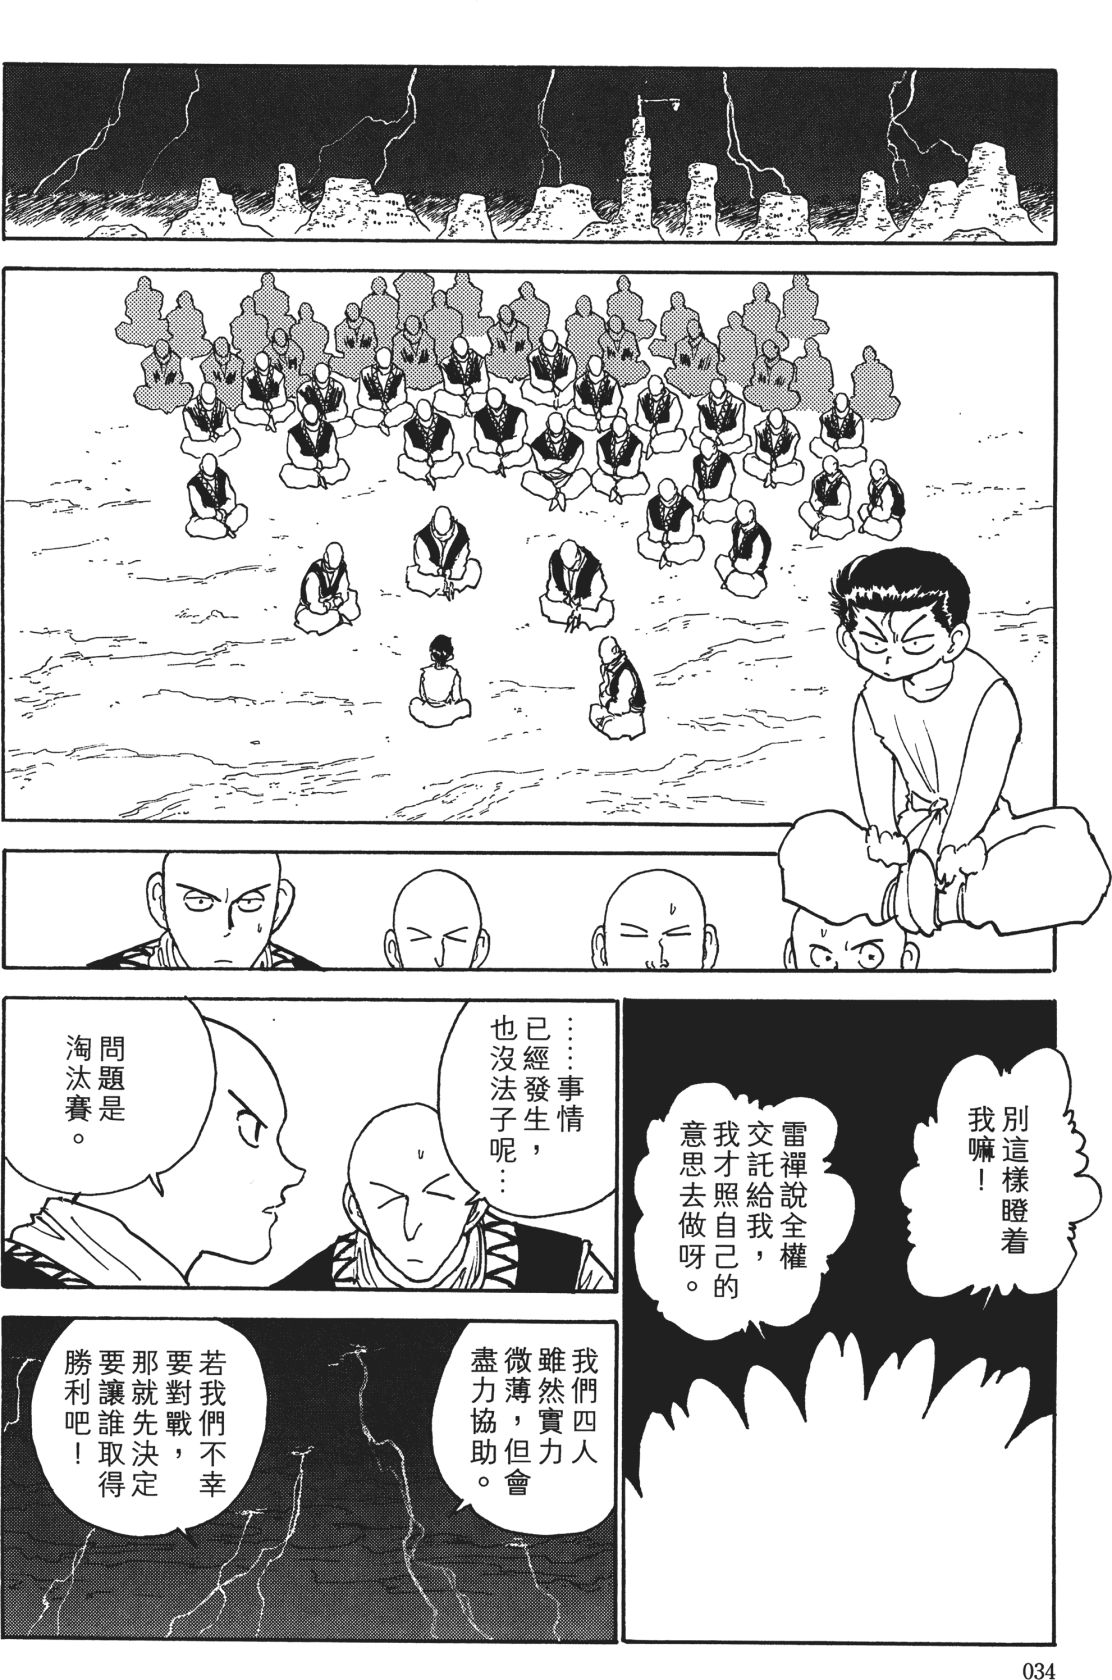 別這樣瞪着
我嘛！
雷禪說全權
交託給我，
我才照自己的
意思去做呀。
……事情
已經發生，
也沒法子呢…
問題是
淘汰賽。
我們四人
雖然實力
微薄，但會
盡力協助。
若我們不幸
要對戰，
那就先決定
要讓誰取得
勝利吧！
034